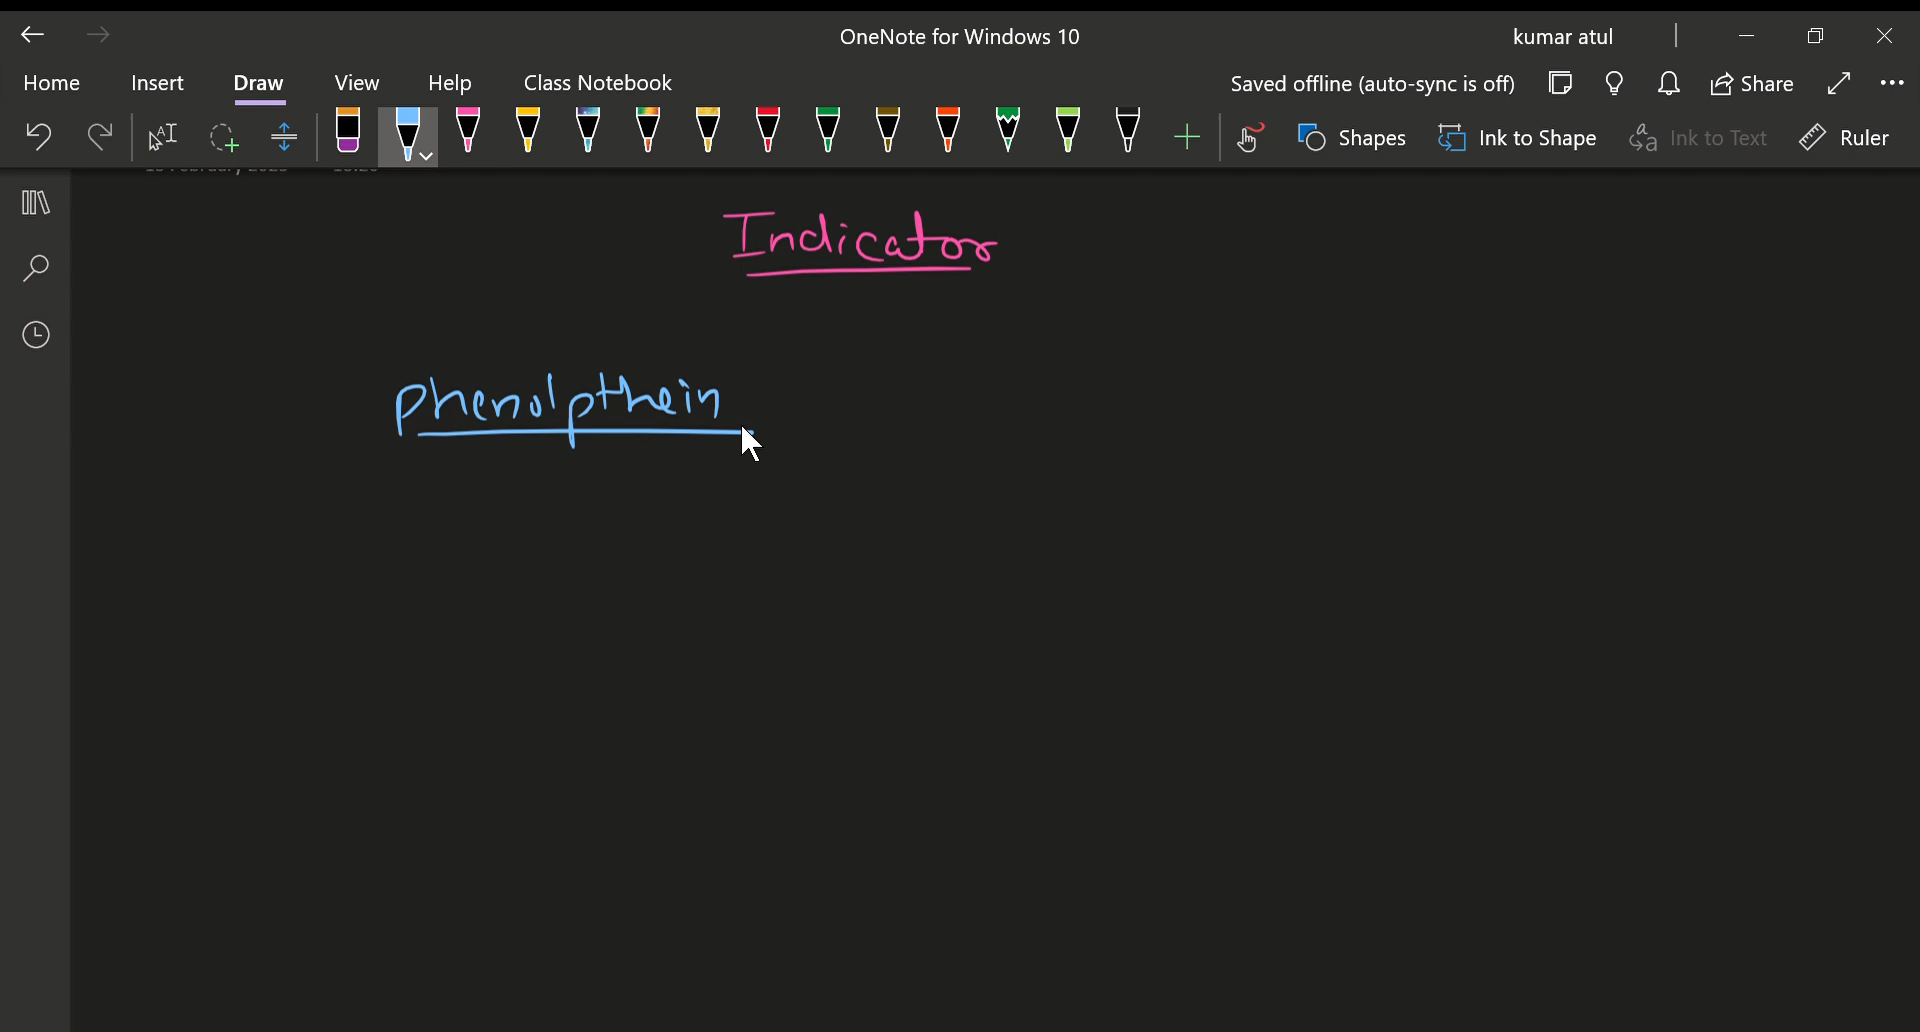 OneNote for Windows 10
kumar atul
Home Insert Draw View Help Class Notebook
Saved offline (auto-sync is off)
Share
Shapes
Ink to Shape
Ink to Text
Ruler
Indicator
Phenolpthein